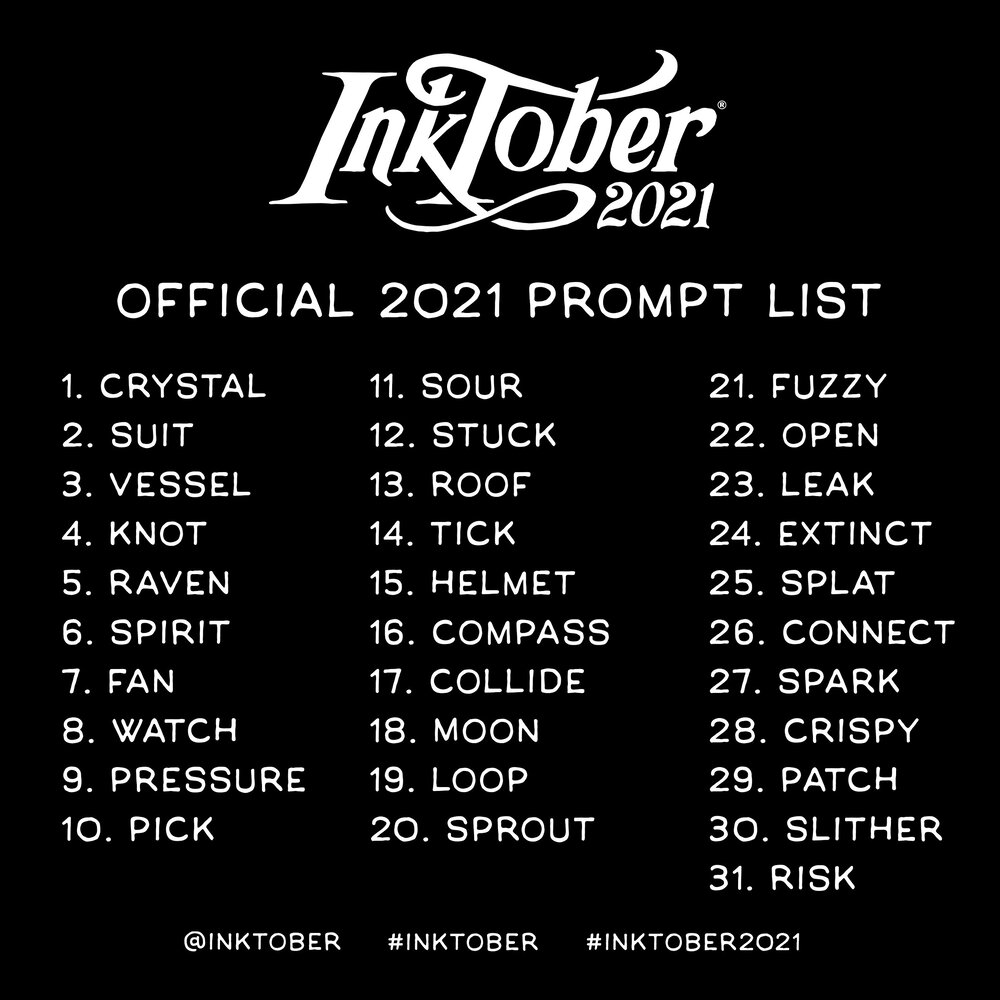 InkTober®
2021
OFFICIAL 2021 PROMPT LIST
1. CRYSTAL
2. SUIT
3. VESSEL
4. KNOT
5. RAVEN
6. SPIRIT
7. FAN
8. WATCH
9. PRESSURE
10. PICK
11. SOUR
12. STUCK
13. ROOF
14. TICK
15. HELMET
16. COMPASS
17. COLLIDE
18. MOON
19. LOOP
20. SPROUT
21. FUZZY
22. OPEN
23. LEAK
24. EXTINCT
25. SPLAT
26. CONNECT
27. SPARK
28. CRISPY
29. PATCH
30. SLITHER
31. RISK
@INKTOBER #INKTOBER #INKTOBER2021